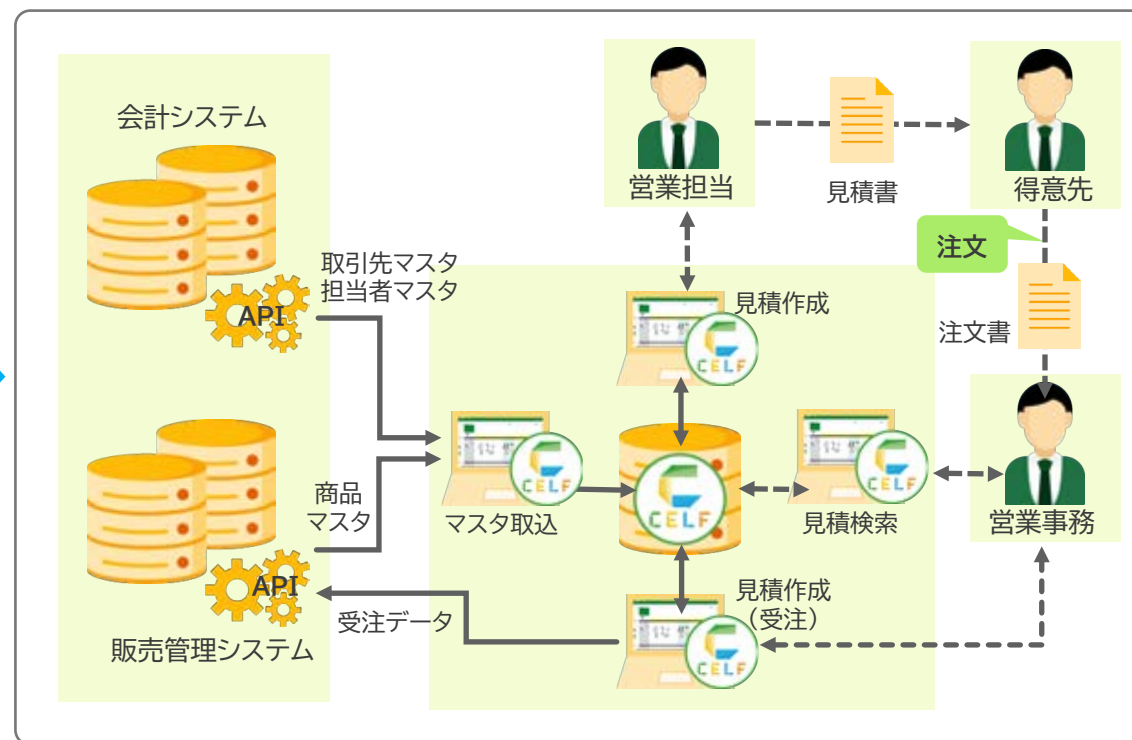 会計システム
API
取引先マスタ
担当者マスタ
営業担当
見積書
得意先
注文
注文書
見積作成
CELF
商品
マスタ
CELF
マスタ取込
CELF
CELF
見積検索
営業事務
API
販売管理システム
受注データ
見積作成
（受注）
CELF